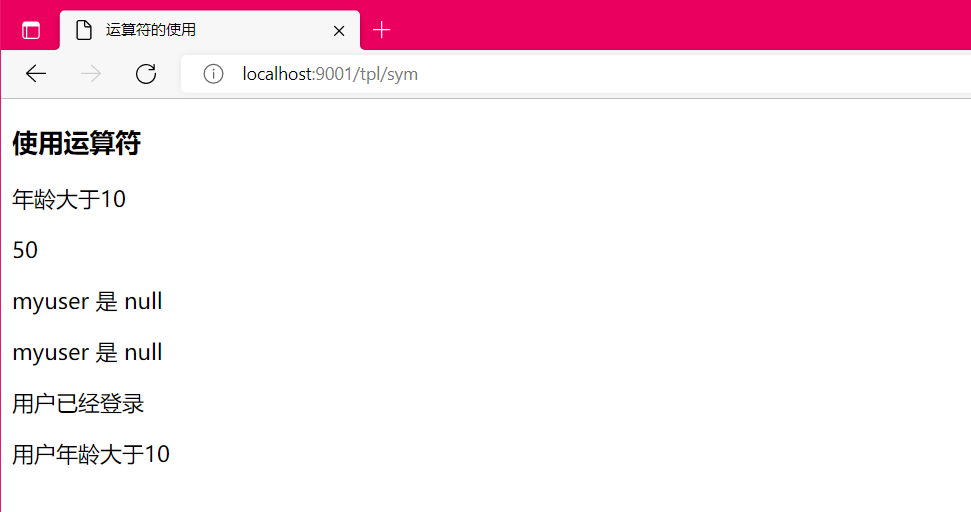 运算符的使用
localhost:9001/tpl/sym
使用运算符
年龄大于10
50
myuser 是 null
myuser 是 null
用户已经登录
用户年龄大于10